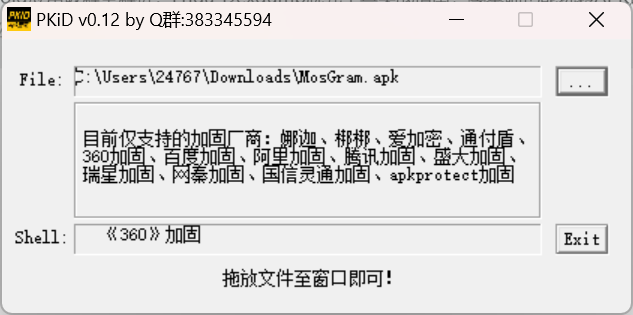 PKiD v0.12 by Q群:383345594
File: C:\Users\24767\Downloads\MosGram.apk ...
目前仅支持的加固厂商：娜迦、梆梆、爱加密、通付盾、
360加固、百度加固、阿里加固、腾讯加固、盛大加固、
瑞星加固、网秦加固、国信灵通加固、apkprotect加固
Shell: 《360》加固 Exit
拖放文件至窗口即可!